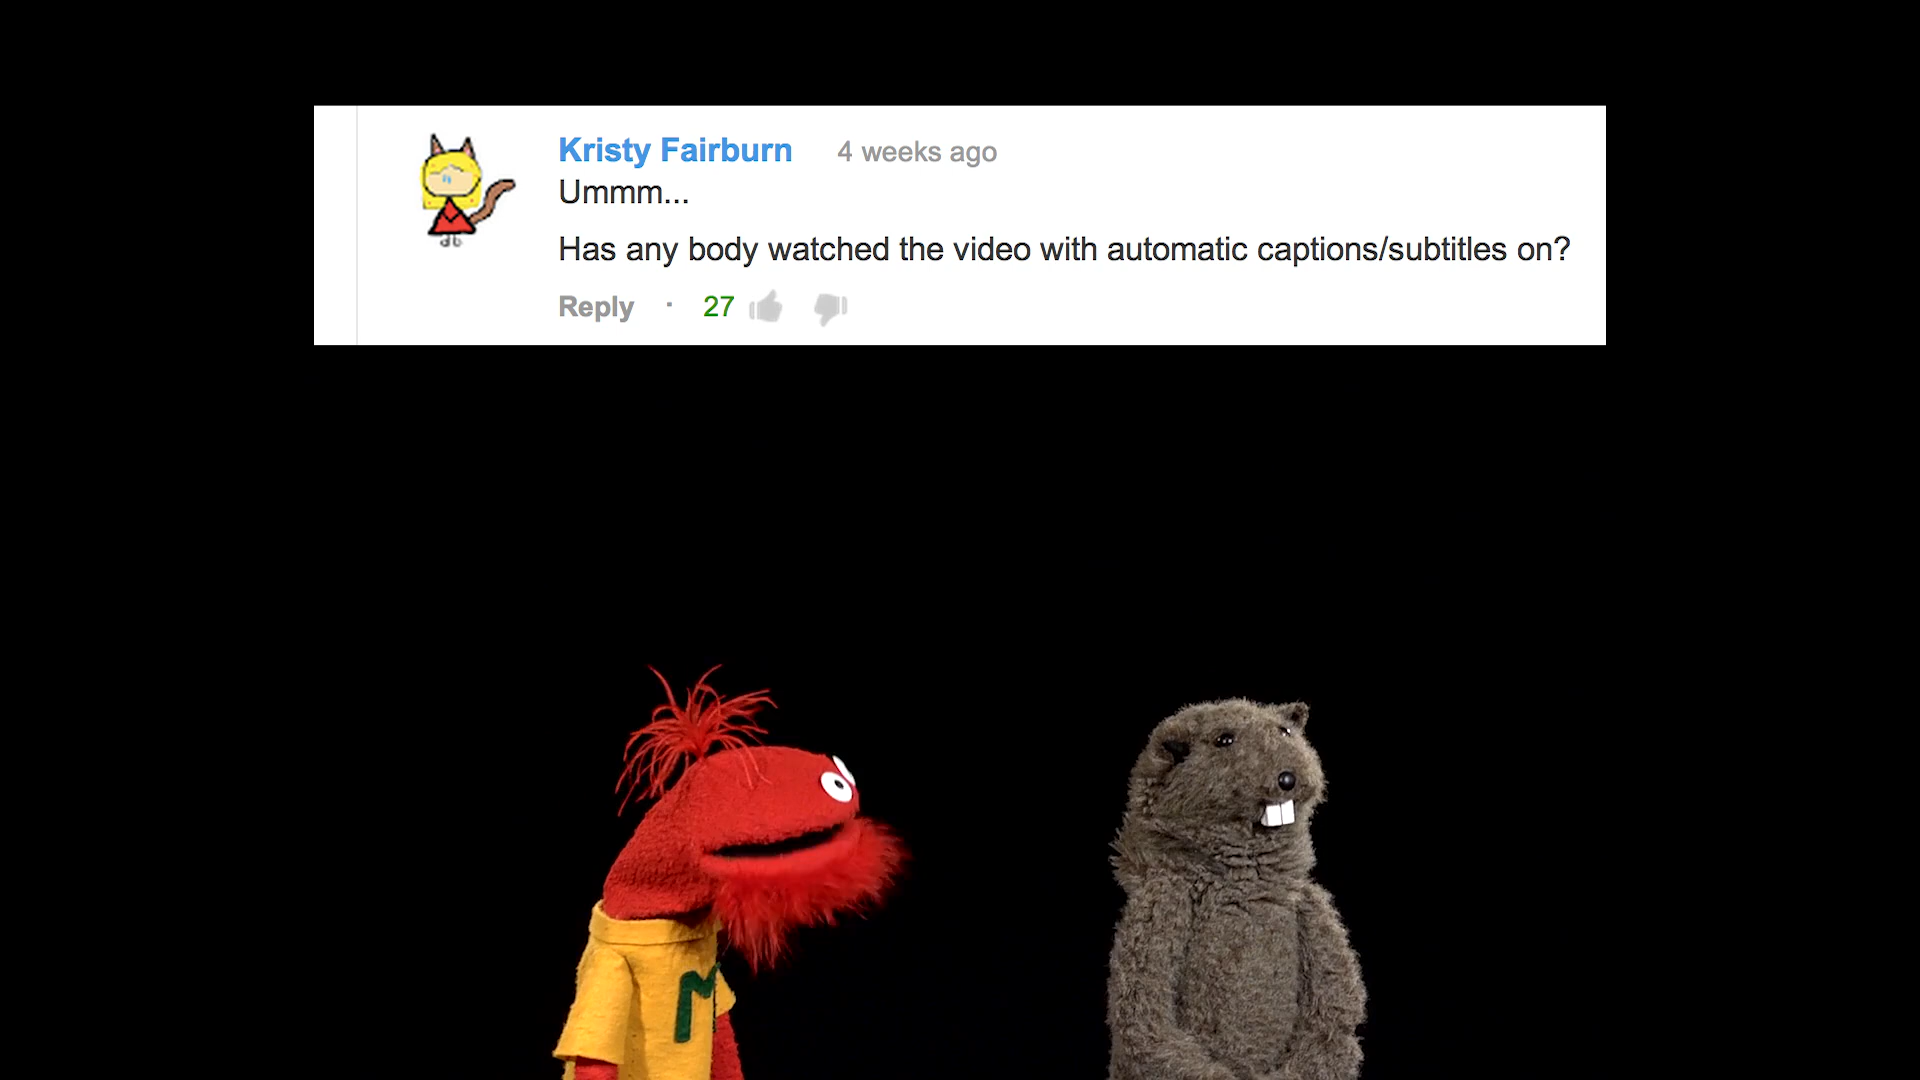 Kristy Fairburn 4 weeks ago
Ummm...
Has any body watched the video with automatic captions/subtitles on?
Reply · 27
M